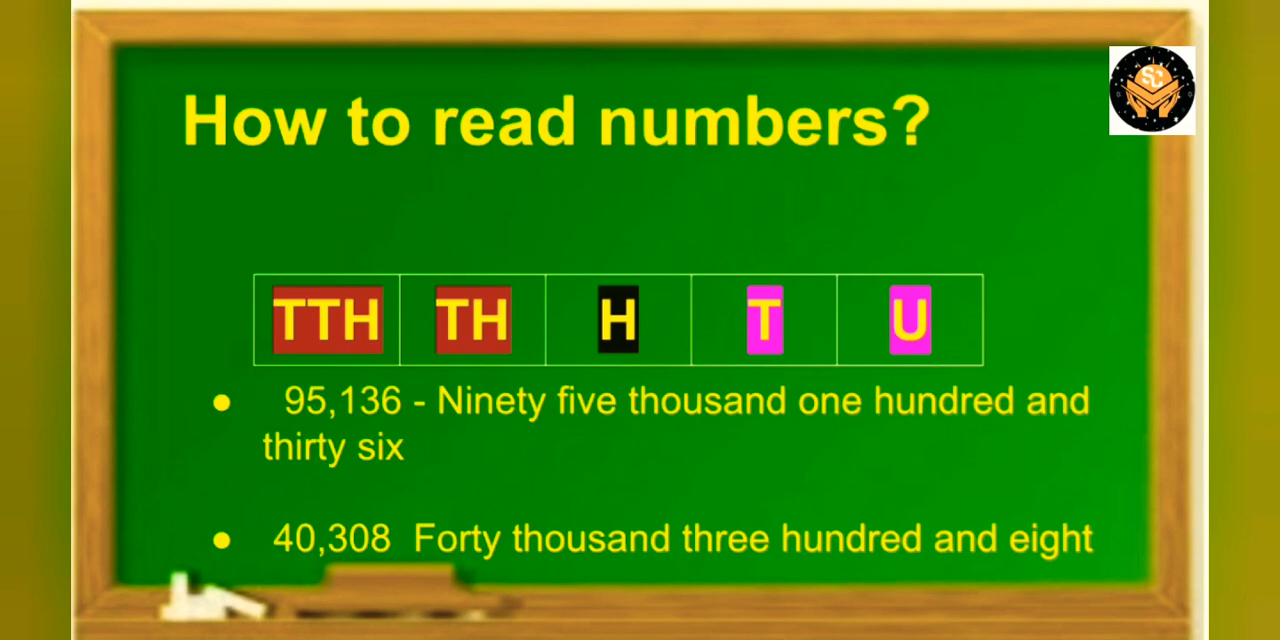 SC
How to read numbers?
TTH TH H T U
● 95,136 - Ninety five thousand one hundred and
thirty six
● 40,308 Forty thousand three hundred and eight